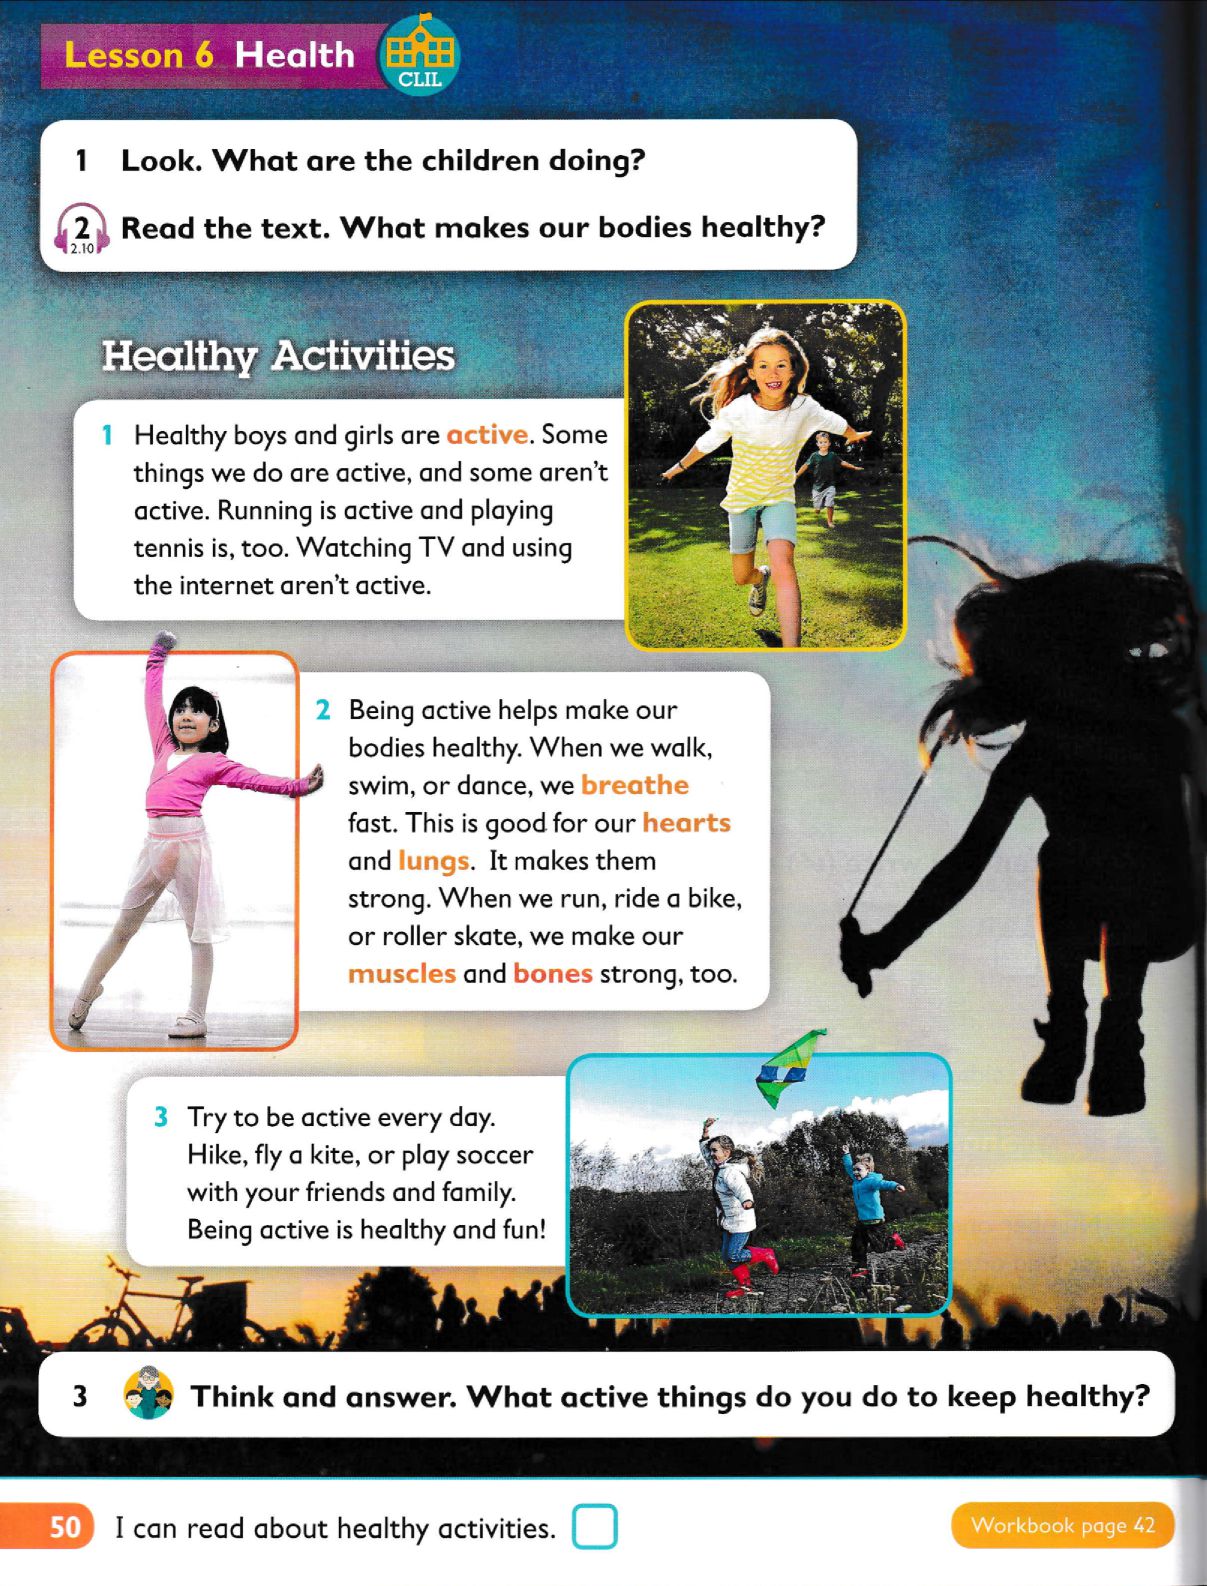 Lesson 6 Health
CLIL
1 Look. What are the children doing?
2 Read the text. What makes our bodies healthy?
2.10
Healthy Activities
1 Healthy boys and girls are active. Some
things we do are active, and some aren't
active. Running is active and playing
tennis is, too. Watching TV and using
the internet aren't active.
2 Being active helps make our
bodies healthy. When we walk,
swim, or dance, we breathe
fast. This is good for our hearts
and lungs. It makes them
strong. When we run, ride a bike,
or roller skate, we make our
muscles and bones strong, too.
3 Try to be active every day.
Hike, fly a kite, or play soccer
with your friends and family.
Being active is healthy and fun!
3 Think and answer. What active things do you do to keep healthy?
50 I can read about healthy activities.
Workbook page 42